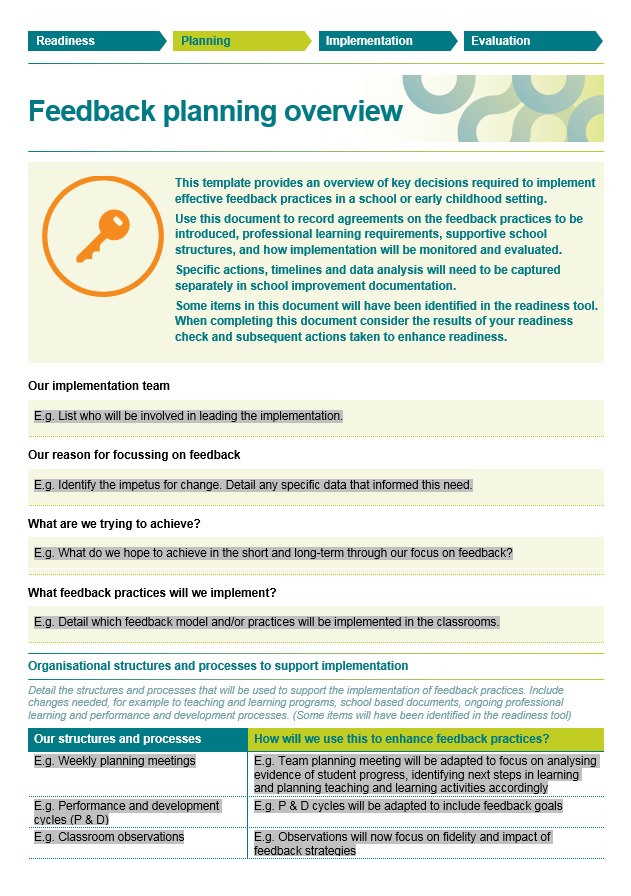 Readiness
Planning
Implementation
Evaluation
Feedback planning overview
This template provides an overview of key decisions required to implement
effective feedback practices in a school or early childhood setting.
Use this document to record agreements on the feedback practices to be
introduced, professional learning requirements, supportive school
structures, and how implementation will be monitored and evaluated.
Specific actions, timelines and data analysis will need to be captured
separately in school improvement documentation.
Some items in this document will have been identified in the readiness tool.
When completing this document consider the results of your readiness
check and subsequent actions taken to enhance readiness.
Our implementation team
E.g. List who will be involved in leading the implementation.
Our reason for focussing on feedback
E.g. Identify the impetus for change. Detail any specific data that informed this need.
What are we trying to achieve?
E.g. What do we hope to achieve in the short and long-term through our focus on feedback?
What feedback practices will we implement?
E.g. Detail which feedback model and/or practices will be implemented in the classrooms.
Organisational structures and processes to support implementation
Detail the structures and processes that will be used to support the implementation of feedback practices. Include
changes needed, for example to teaching and learning programs, school based documents, ongoing professional
learning and performance and development processes. (Some items will have been identified in the readiness tool)
Our structures and processes
How will we use this to enhance feedback practices?
E.g. Weekly planning meetings
E.g. Team planning meeting will be adapted to focus on analysing
evidence of student progress, identifying next steps in learning
and planning teaching and learning activities accordingly
E.g. Performance and development
cycles (P & D)
E.g. P & D cycles will be adapted to include feedback goals
E.g. Classroom observations
E.g. Observations will now focus on fidelity and impact of
feedback strategies